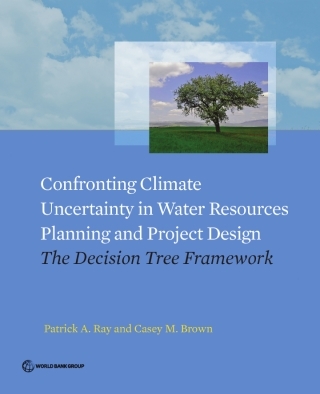 Confronting Climate
Uncertainty in Water Resources
Planning and Project Design
The Decision Tree Framework
Patrick A. Ray and Casey M. Brown
WORLD BANK GROUP